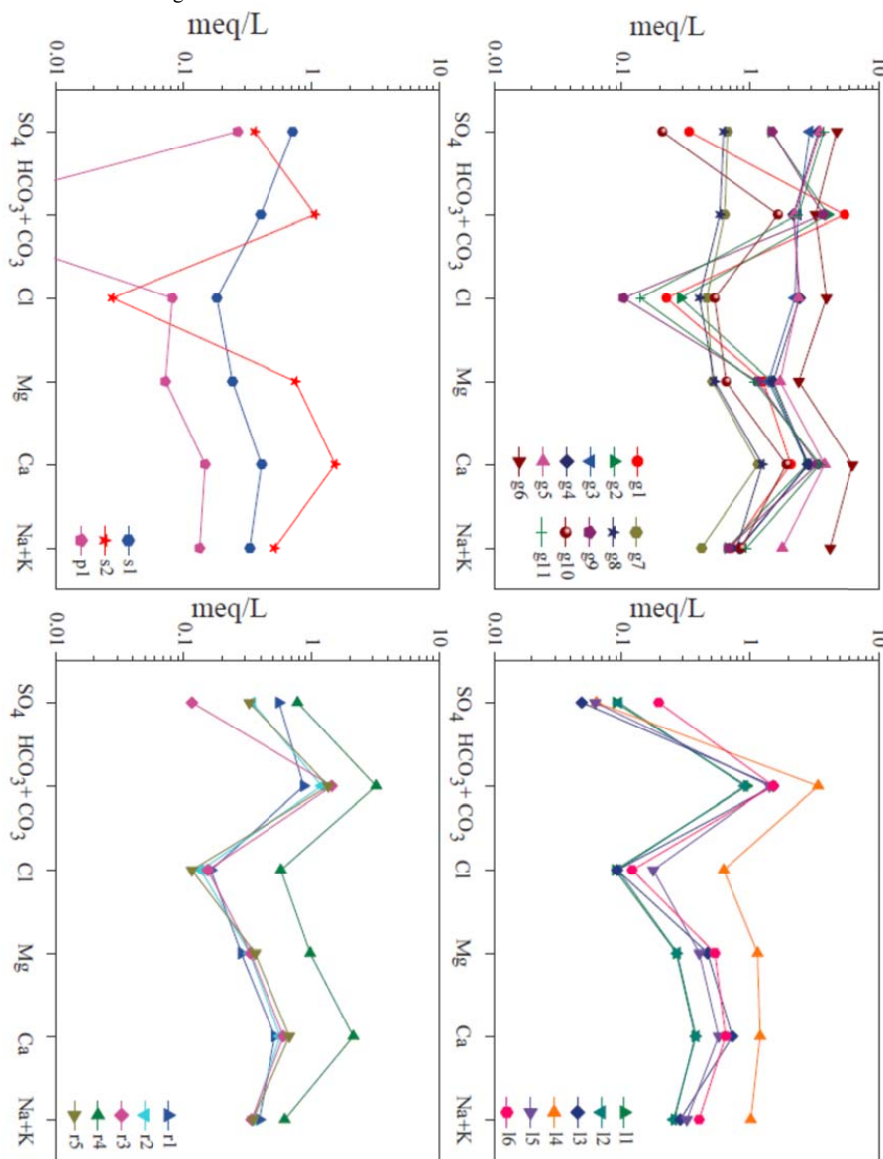 meq/L
0.01
0.1
1
10
SO4
HCO3+ CO3
Cl
Mg
Ca
Na+K
s1
s2
p1
meq/L
0.1
1
10
SO4
HCO3+ CO3
Cl
Mg
Ca
Na+K
g1
g2
g3
g4
g5
g6
g7
g8
g9
g10
g11
meq/L
0.01
0.1
1
10
SO4
HCO3+ CO3
Cl
Mg
Ca
Na+K
r1
r2
r3
r4
r5
meq/L
0.01
0.1
1
10
SO4
HCO3+ CO3
Cl
Mg
Ca
Na+K
l1
l2
l3
l4
l5
l6